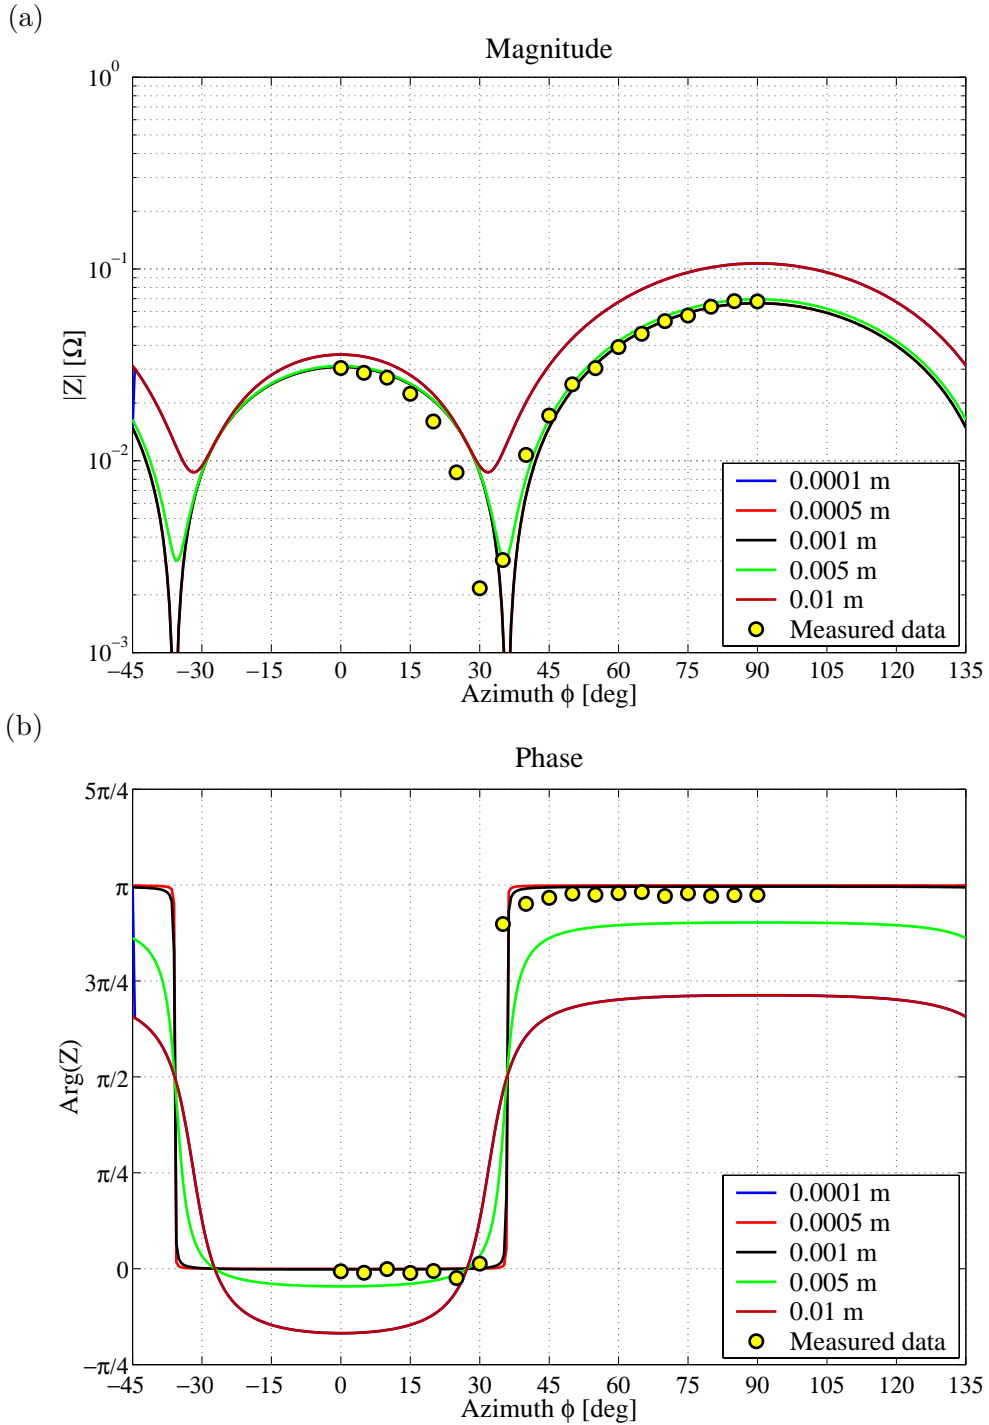 (a)
Magnitude
10⁰
10⁻¹
10⁻²
10⁻³
|Z| [Ω]
0.0001 m
0.0005 m
0.001 m
0.005 m
0.01 m
Measured data
−45 −30 −15 0 15 30 45 60 75 90 105 120 135
Azimuth ϕ [deg]
(b)
Phase
5π/4
π
3π/4
π/2
π/4
0
−π/4
Arg(Z)
0.0001 m
0.0005 m
0.001 m
0.005 m
0.01 m
Measured data
−45 −30 −15 0 15 30 45 60 75 90 105 120 135
Azimuth ϕ [deg]